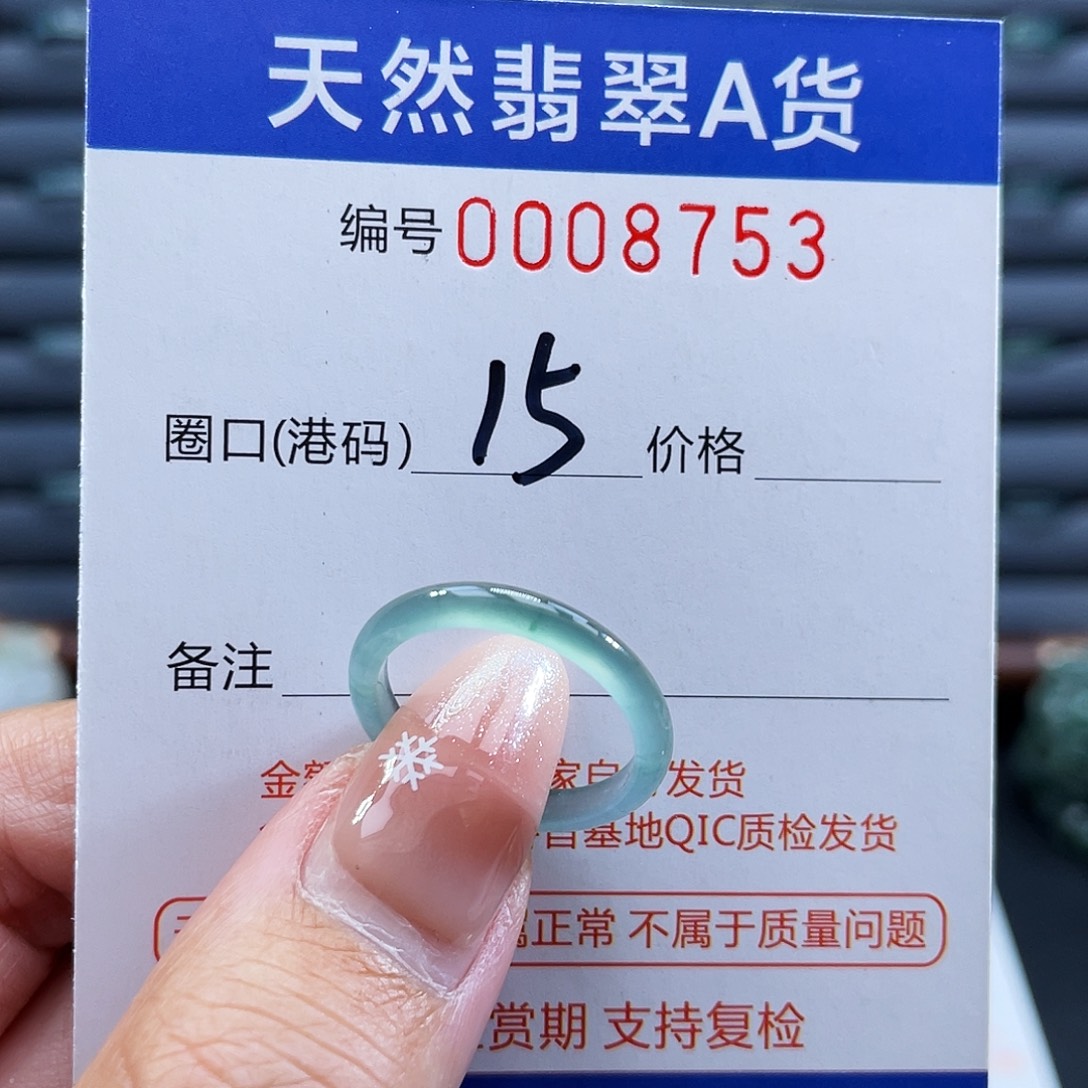 天然翡翠A货
编号0008753
圈口(港码) 15 价格
备注
金 家自 发货
基地QIC质检发货
正常 不属于质量问题
赏期 支持复检